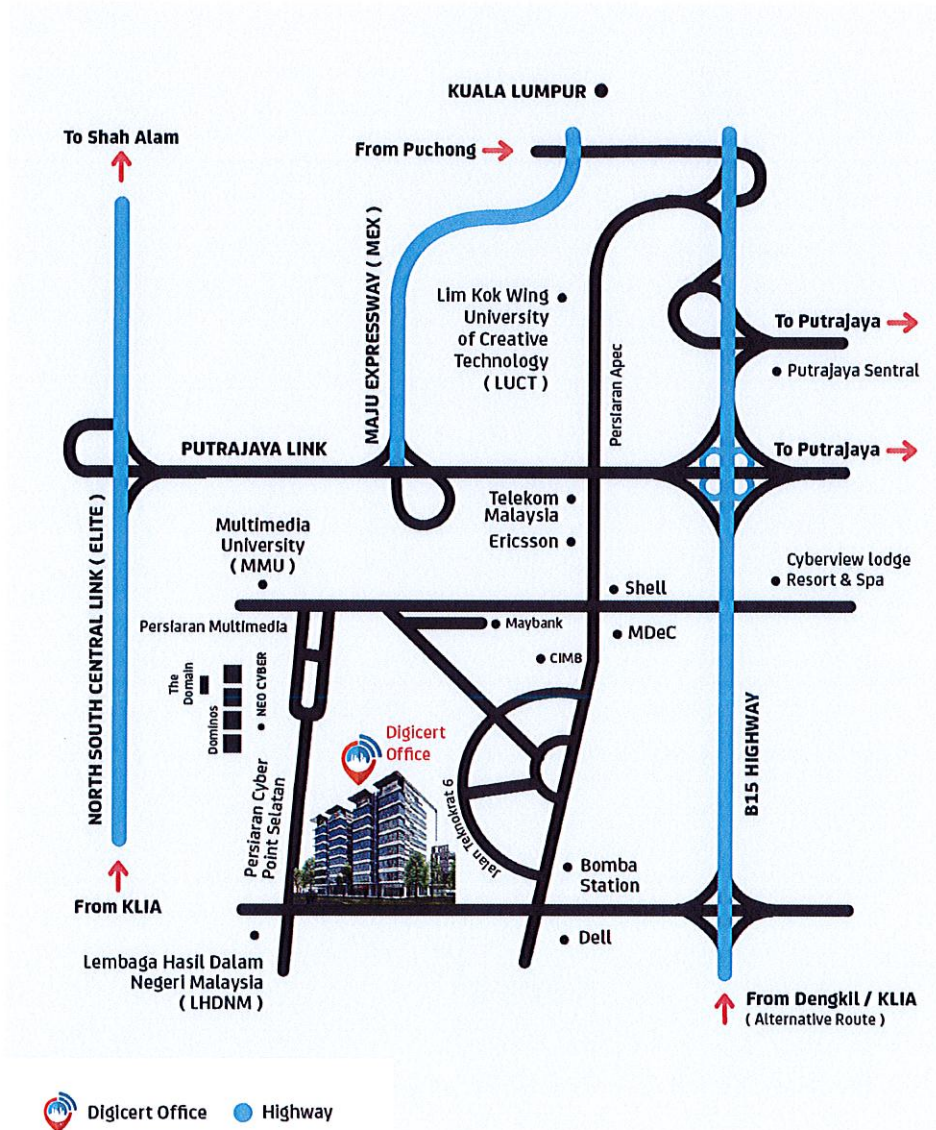 KUALA LUMPUR
To Shah Alam
From Puchong
MAJU EXPRESSWAY ( MEX )
Lim Kok Wing
University
of Creative
Technology
( LUCT )
Persiaran Apec
To Putrajaya
Putrajaya Sentral
PUTRAJAYA LINK
To Putrajaya
Telekom
Malaysia
Ericsson
Multimedia
University
( MMU )
Cyberview lodge
Resort & Spa
Shell
NORTH SOUTH CENTRAL LINK ( ELITE )
Persiaran Multimedia
Maybank
MDeC
CIMB
The
Domain
Dominos
NEO CYBER
Digicert
Office
B15 HIGHWAY
Persiaran Cyber
Point Selatan
Jalan Teknokrat 6
Bomba
Station
From KLIA
Dell
Lembaga Hasil Dalam
Negeri Malaysia
( LHDNM )
From Dengkil / KLIA
( Alternative Route )
Digicert Office
Highway